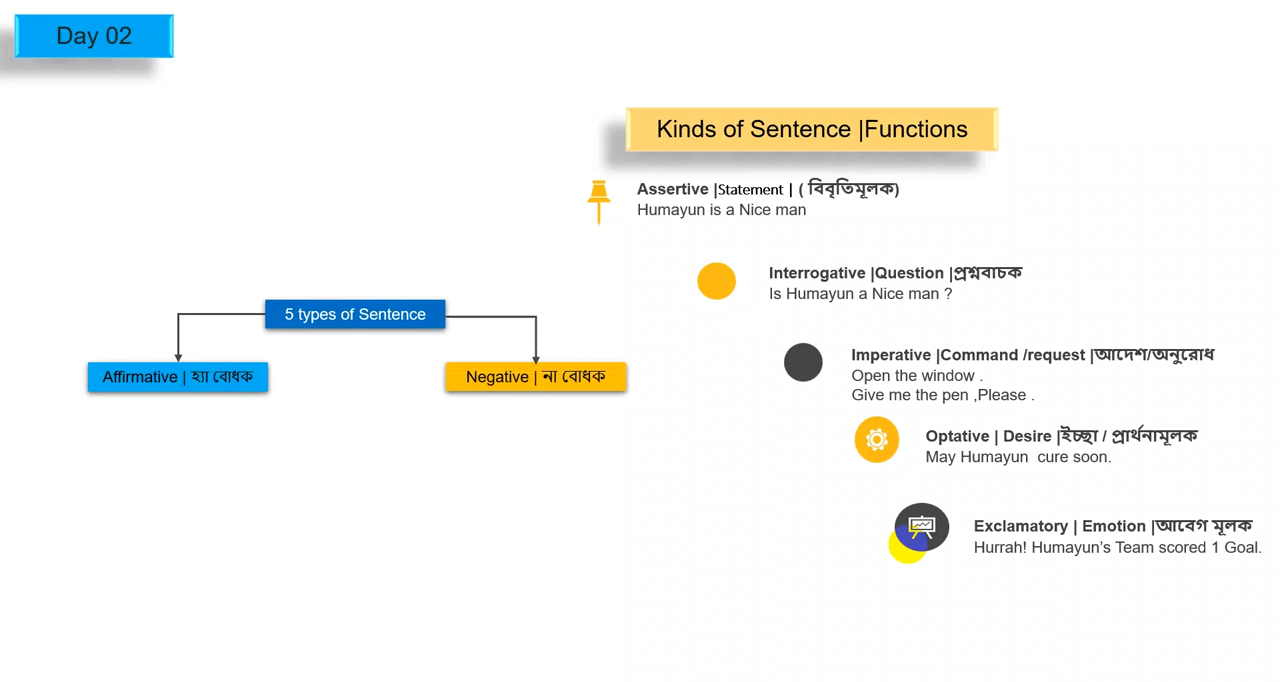 Day 02
Kinds of Sentence |Functions
Assertive |Statement | ( বিবৃতিমূলক)
Humayun is a Nice man
Interrogative |Question |প্রশ্নবাচক
Is Humayun a Nice man ?
5 types of Sentence
Affirmative | হ্যা বোধক
Negative | না বোধক
Imperative |Command /request |আদেশ/অনুরোধ
Open the window .
Give me the pen ,Please .
Optative | Desire |ইচ্ছা / প্রার্থনামূলক
May Humayun  cure soon.
Exclamatory | Emotion |আবেগ মূলক
Hurrah! Humayun’s Team scored 1 Goal.